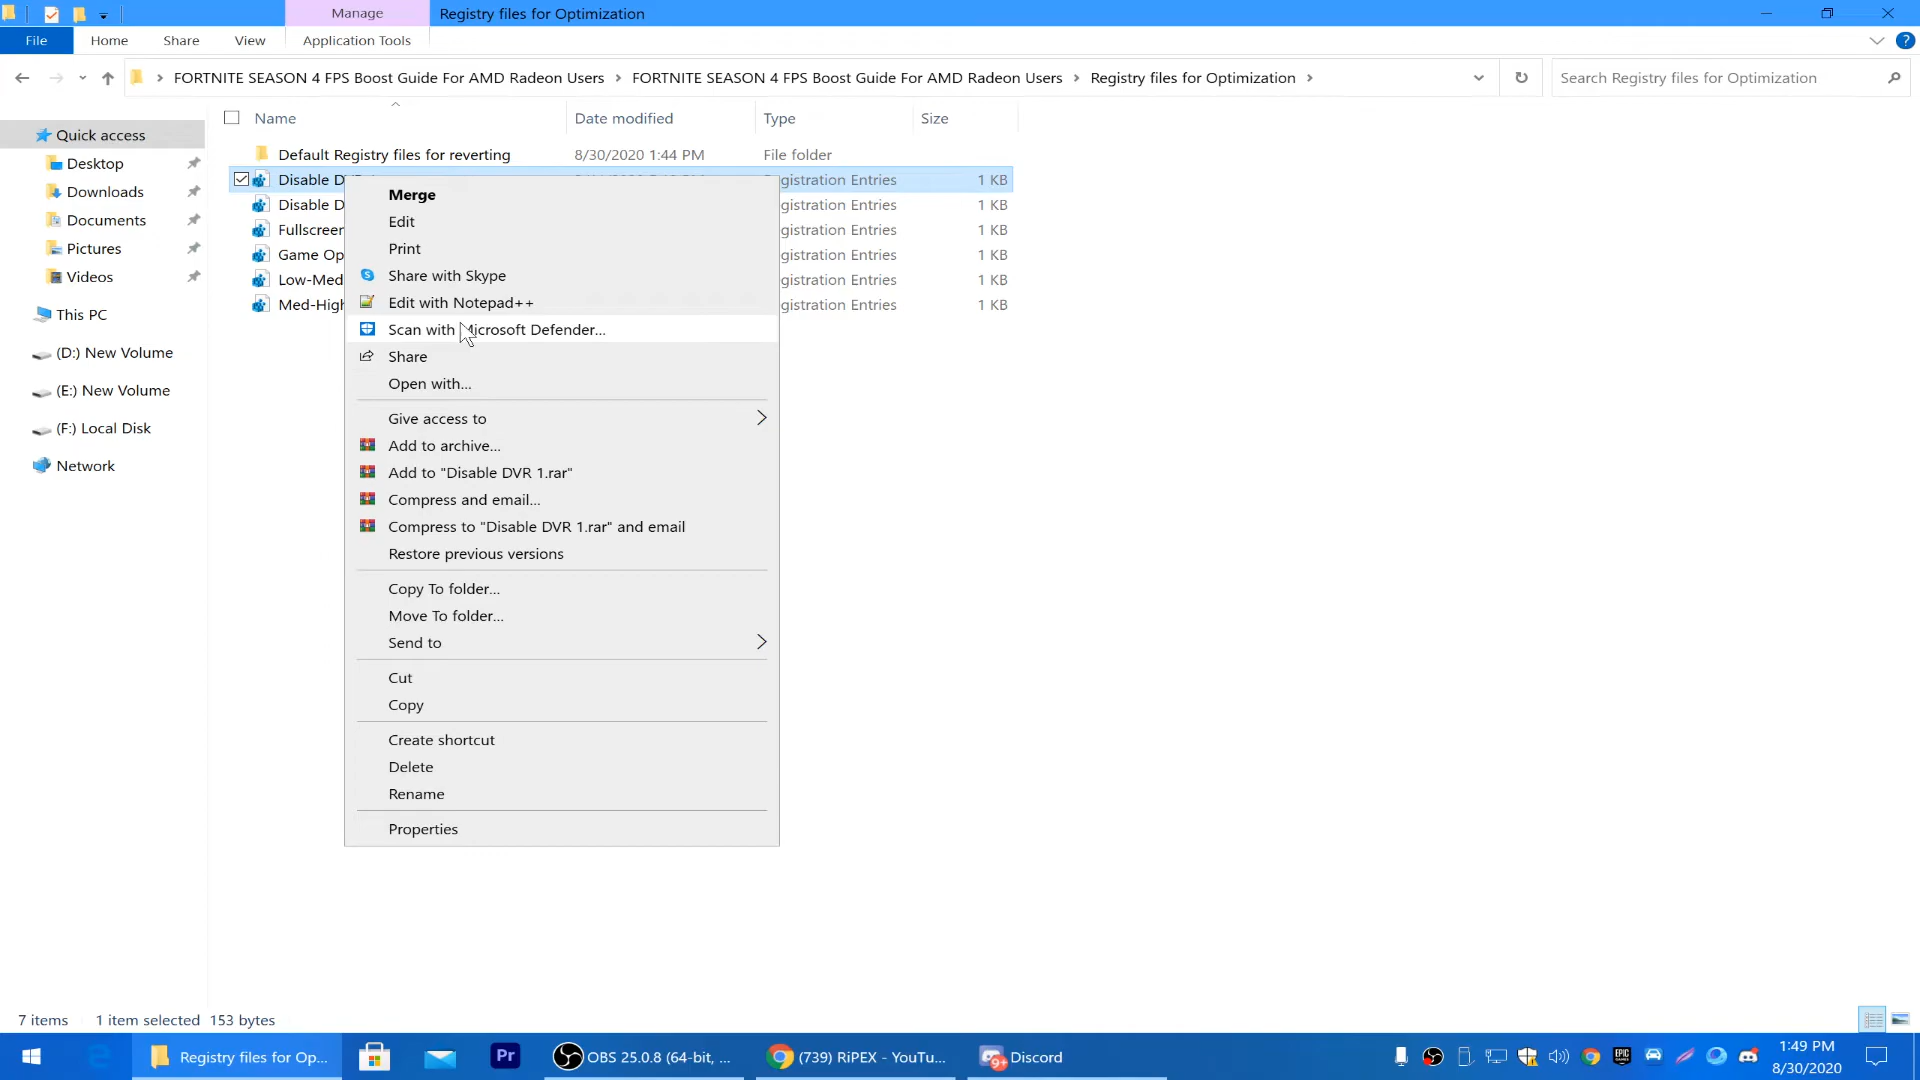 Manage
Registry files for Optimization
File
Home
Share
View
Application Tools
FORTNITE SEASON 4 FPS Boost Guide For AMD Radeon Users
FORTNITE SEASON 4 FPS Boost Guide For AMD Radeon Users
Registry files for Optimization
Search Registry files for Optimization
Name
Date modified
Type
Size
Quick access
Desktop
Downloads
Documents
Pictures
Videos
This PC
(D:) New Volume
(E:) New Volume
(F:) Local Disk
Network
Default Registry files for reverting
8/30/2020 1:44 PM
File folder
Disable D
gistration Entries
1 KB
Disable D
gistration Entries
1 KB
Fullscreen
gistration Entries
1 KB
Game Op
gistration Entries
1 KB
Low-Med
gistration Entries
1 KB
Med-High
gistration Entries
1 KB
Merge
Edit
Print
Share with Skype
Edit with Notepad++
Scan with Microsoft Defender...
Share
Open with...
Give access to
Add to archive...
Add to "Disable DVR 1.rar"
Compress and email...
Compress to "Disable DVR 1.rar" and email
Restore previous versions
Copy To folder...
Move To folder...
Send to
Cut
Copy
Create shortcut
Delete
Rename
Properties
7 items
1 item selected
153 bytes
Registry files for Op...
Pr
OBS 25.0.8 (64-bit, ...
(739) RiPEX - YouTu...
9+
Discord
EPIC GAMES
1:49 PM
8/30/2020